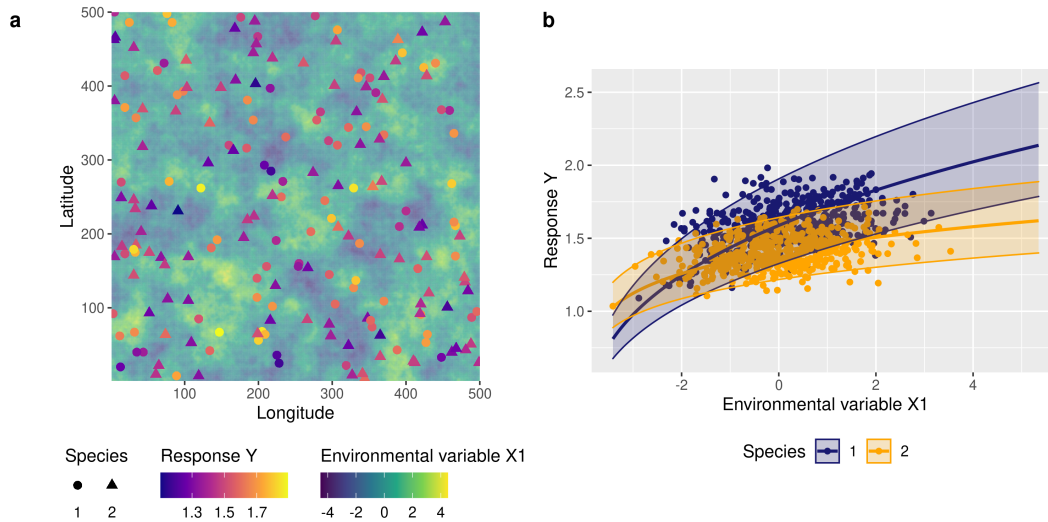 a
500
400
300
200
100
Latitude
100 200 300 400 500
Longitude
Species
1 2
Response Y
1.3 1.5 1.7
Environmental variable X1
-4 -2 0 2 4
b
2.5
2.0
1.5
1.0
Response Y
-2 0 2 4
Environmental variable X1
Species 1 2